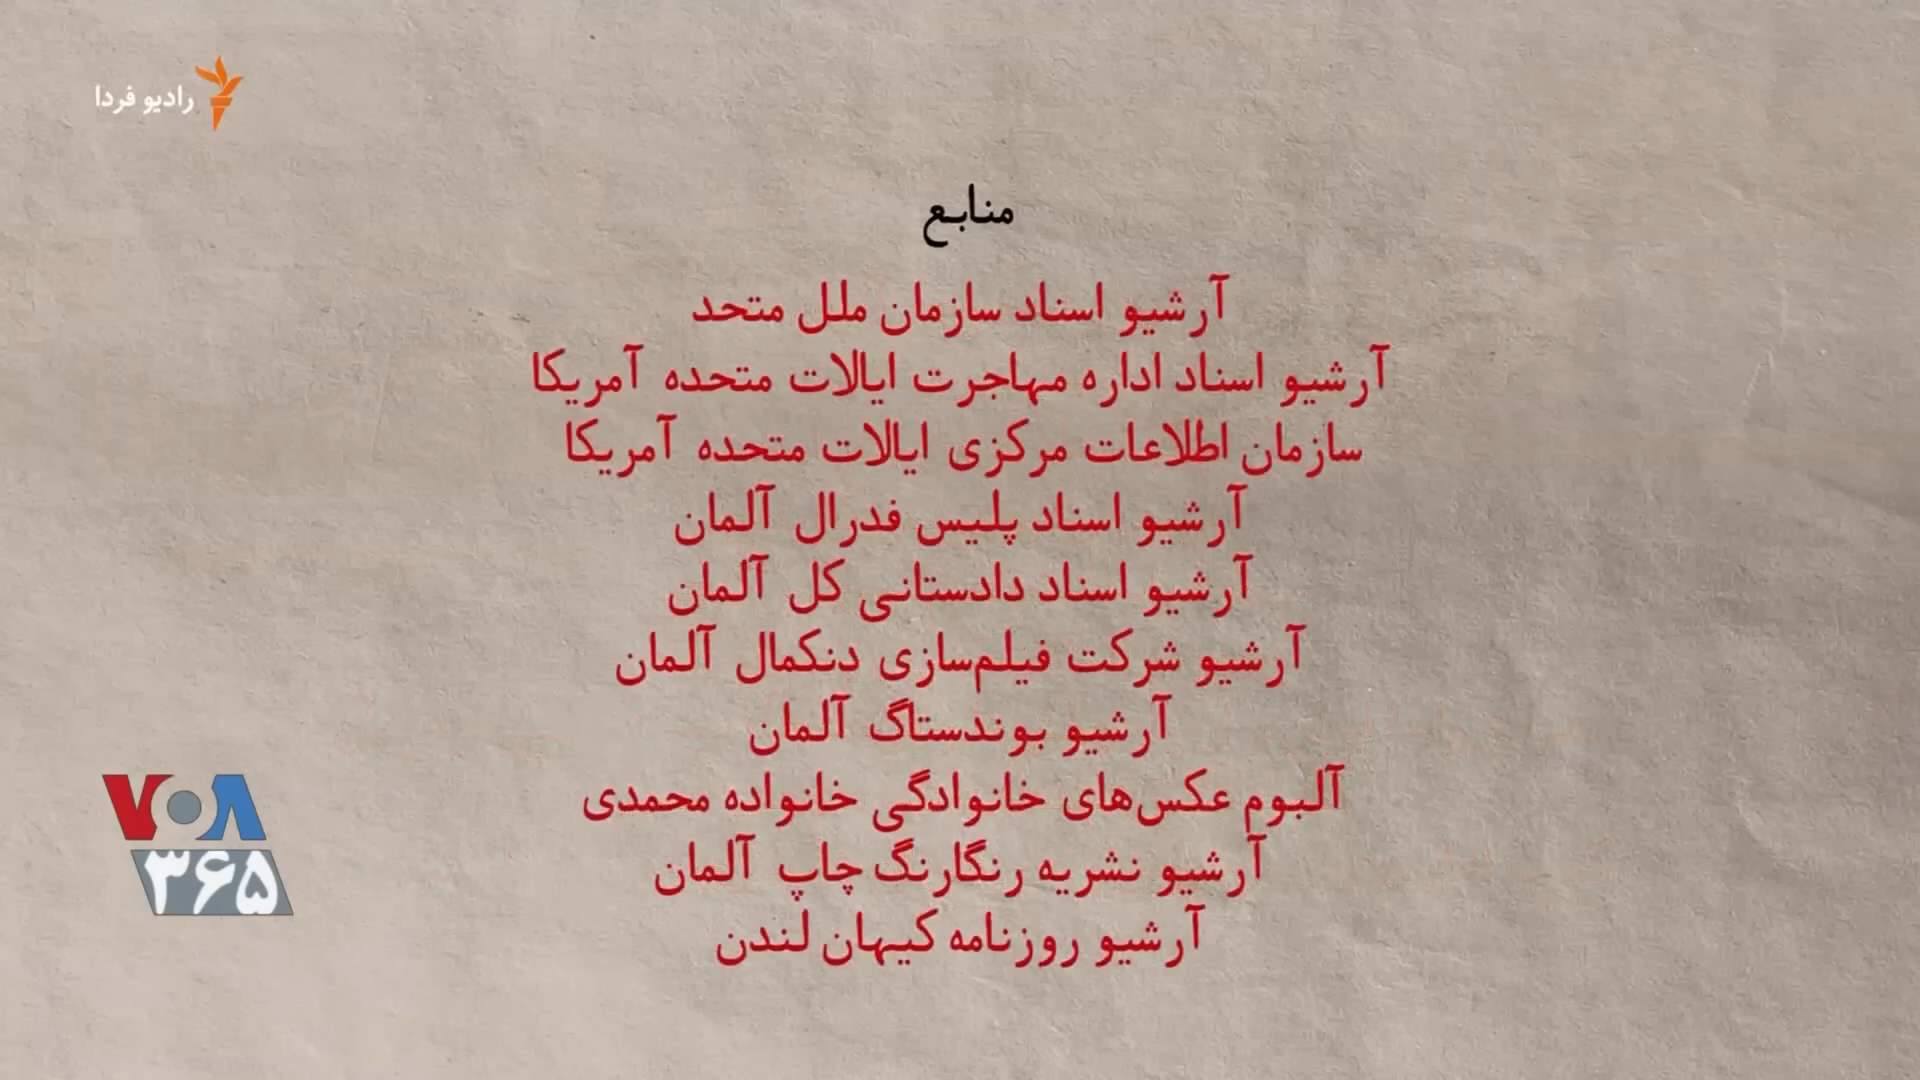 رادیو فردا
منابع
آرشیو اسناد سازمان ملل متحد
آرشیو اسناد اداره مهاجرت ایالات متحده آمریکا
سازمان اطلاعات مرکزی ایالات متحده آمریکا
آرشیو اسناد پلیس فدرال آلمان
آرشیو اسناد دادستانی کل آلمان
آرشیو شرکت فیلم‌سازی دنکمال آلمان
آرشیو بوندستاگ آلمان
آلبوم عکس‌های خانوادگی خانواده محمدی
آرشیو نشریه رنگارنگ چاپ آلمان
آرشیو روزنامه کیهان لندن
VOA
۳۶۵